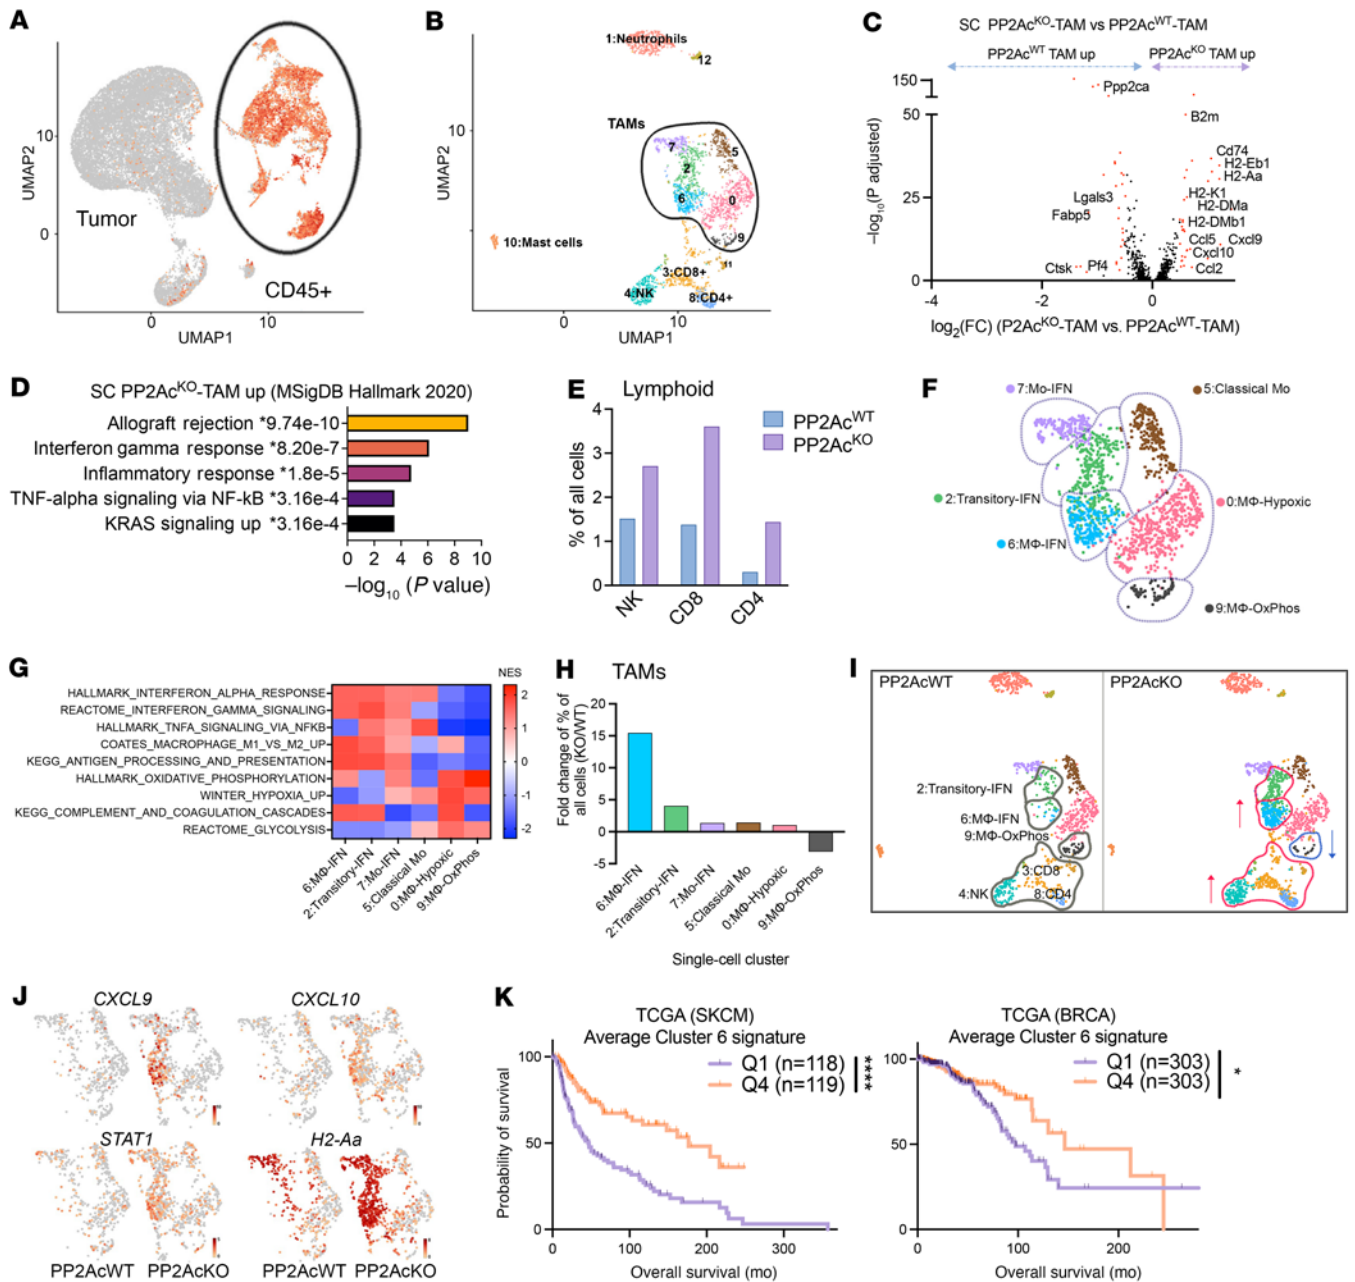 A
UMAP2
10
0
Tumor
CD45+
0
10
UMAP1
B
UMAP2
10
1:Neutrophils
12
TAMs
7
2
5
6
0
9
10:Mast cells
11
3:CD8+
4:NK
8:CD4+
0
10
UMAP1
C
SC PP2Ac^KO-TAM vs PP2Ac^WT-TAM
PP2Ac^WT TAM up
PP2Ac^KO TAM up
–log10(P adjusted)
150
50
25
0
Ppp2ca
B2m
Cd74
H2-Eb1
H2-Aa
Lgals3
H2-K1
Fabp5
H2-DMa
H2-DMb1
Ccl5
Cxcl9
Cxcl10
Ctsk
Pf4
Ccl2
-4
-2
0
log2(FC) (P2Ac^KO-TAM vs. PP2Ac^WT-TAM)
D
SC PP2Ac^KO-TAM up (MSigDB Hallmark 2020)
Allograft rejection *9.74e-10
Interferon gamma response *8.20e-7
Inflammatory response *1.8e-5
TNF-alpha signaling via NF-kB *3.16e-4
KRAS signaling up *3.16e-4
0 2 4 6 8 10
–log10 (P value)
E
Lymphoid
% of all cells
4
3
2
1
0
PP2Ac^WT
PP2Ac^KO
NK
CD8
CD4
F
7:Mo-IFN
5:Classical Mo
2:Transitory-IFN
0:MΦ-Hypoxic
6:MΦ-IFN
9:MΦ-OxPhos
G
HALLMARK_INTERFERON_ALPHA_RESPONSE
REACTOME_INTERFERON_GAMMA_SIGNALING
HALLMARK_TNFA_SIGNALING_VIA_NFKB
COATES_MACROPHAGE_M1_VS_M2_UP
KEGG_ANTIGEN_PROCESSING_AND_PRESENTATION
HALLMARK_OXIDATIVE_PHOSPHORYLATION
WINTER_HYPOXIA_UP
KEGG_COMPLEMENT_AND_COAGULATION_CASCADES
REACTOME_GLYCOLYSIS
6:MΦ-IFN
2:Transitory-IFN
7:Mo-IFN
5:Classical Mo
0:MΦ-Hypoxic
9:MΦ-OxPhos
NES
2
1
0
-1
-2
H
TAMs
Fold change of % of
all cells (KO/WT)
20
15
10
5
0
-5
6:MΦ-IFN
2:Transitory-IFN
7:Mo-IFN
5:Classical Mo
0:MΦ-Hypoxic
9:MΦ-OxPhos
Single-cell cluster
I
PP2AcWT
PP2AcKO
2:Transitory-IFN
6:MΦ-IFN
9:MΦ-OxPhos
3:CD8
4:NK
8:CD4
J
CXCL9
CXCL10
STAT1
H2-Aa
PP2AcWT
PP2AcKO
PP2AcWT
PP2AcKO
K
TCGA (SKCM)
Average Cluster 6 signature
Q1 (n=118)
Q4 (n=119)
****
Probability of survival
100
50
0
0
100
200
300
Overall survival (mo)
TCGA (BRCA)
Average Cluster 6 signature
Q1 (n=303)
Q4 (n=303)
*
100
50
0
0
100
200
Overall survival (mo)